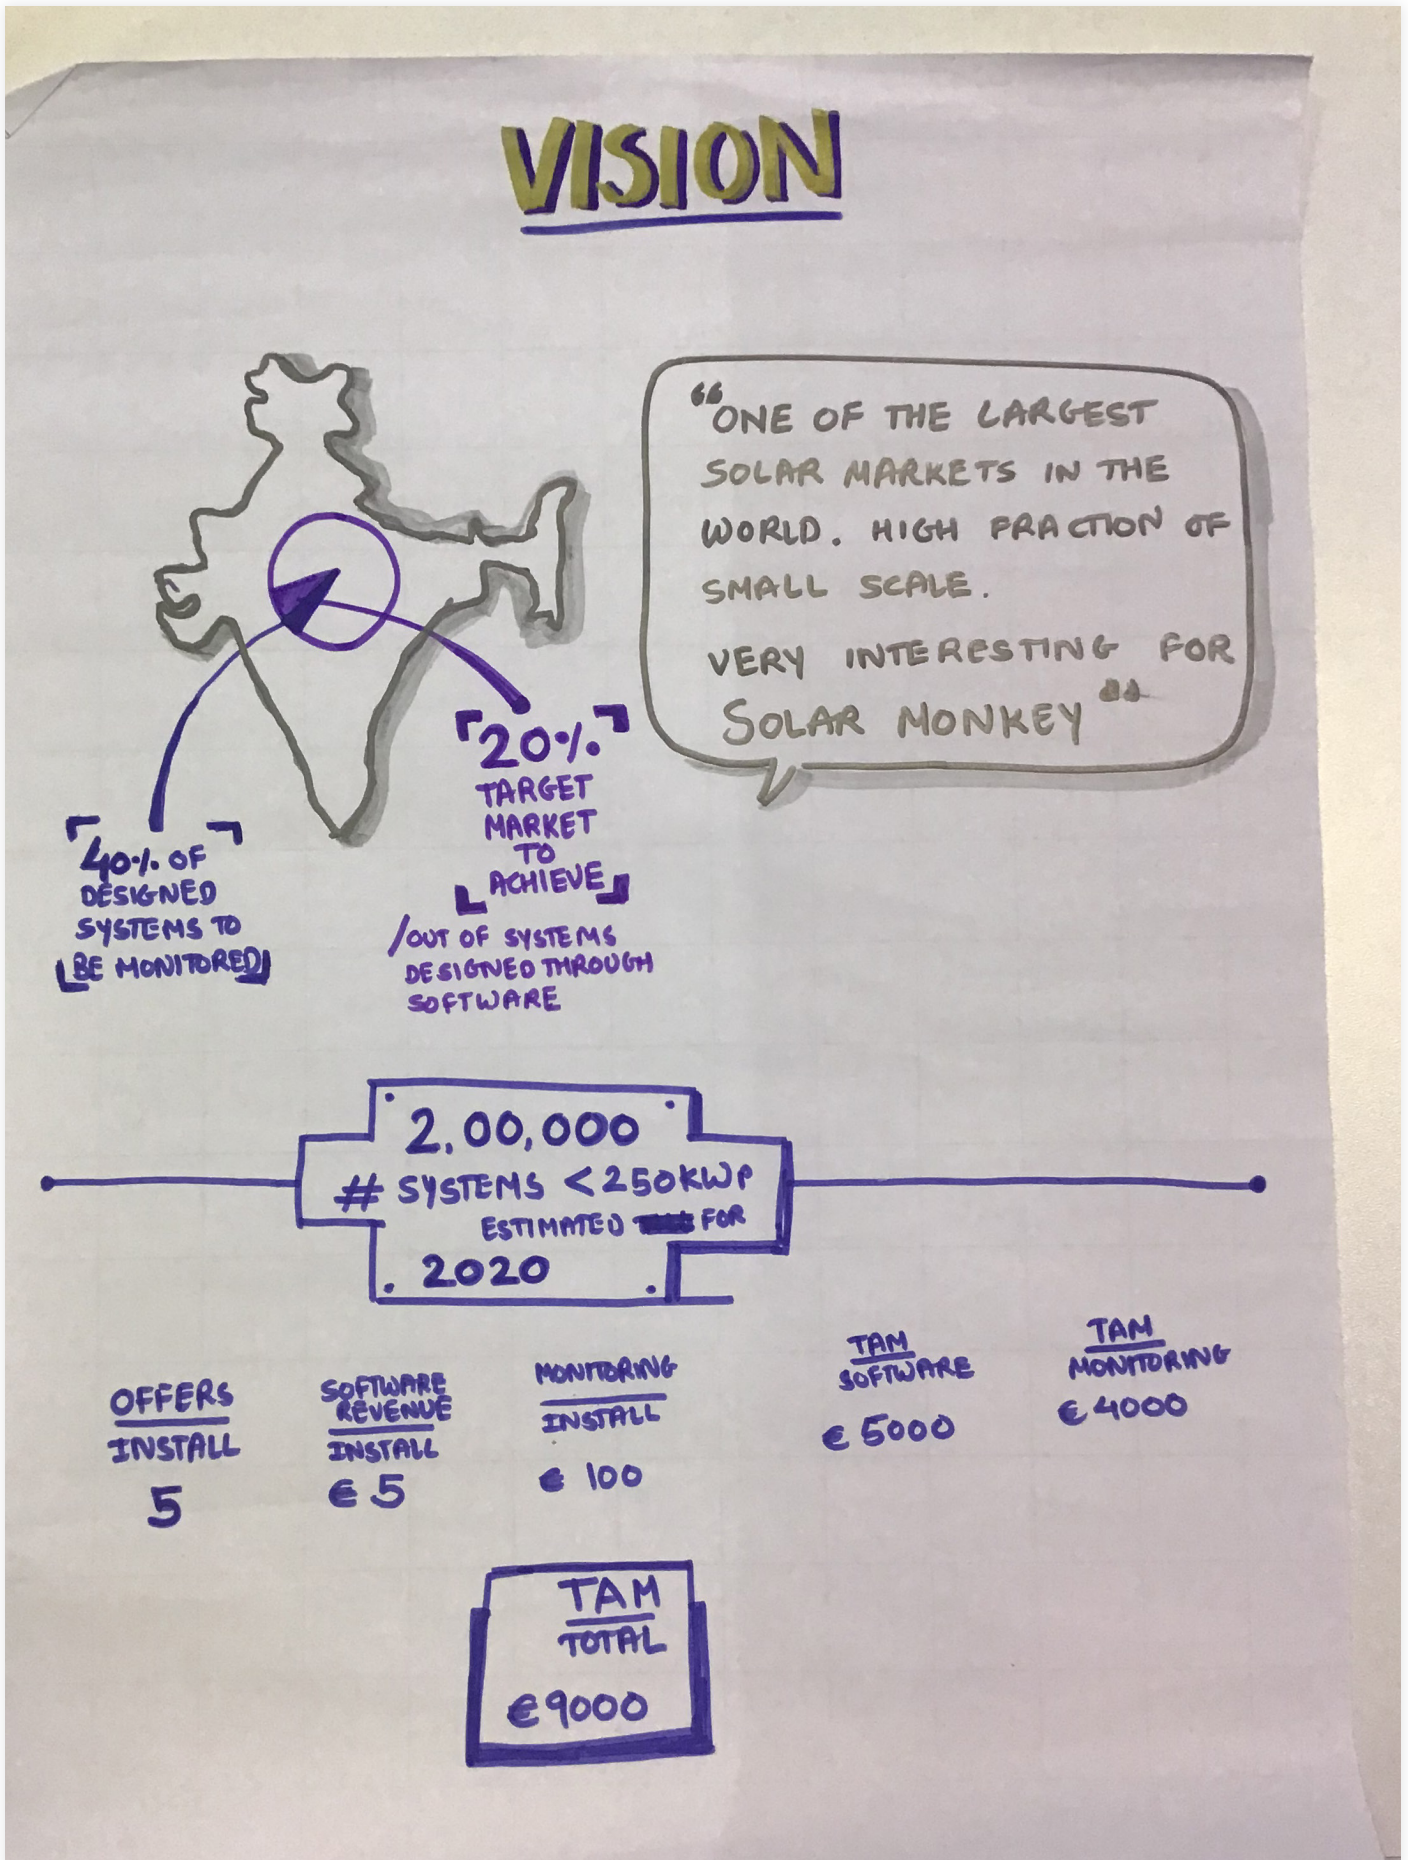 VISION
"ONE OF THE LARGEST
SOLAR MARKETS IN THE
WORLD. HIGH FRACTION OF
SMALL SCALE.
VERY INTERESTING FOR
SOLAR MONKEY"
20%
TARGET
MARKET
TO
ACHIEVE
/OUT OF SYSTEMS
DESIGNED THROUGH
SOFTWARE
40% OF
DESIGNED
SYSTEMS TO
BE MONITORED
2,00,000
# SYSTEMS <250KWP
ESTIMATED FOR
2020
OFFERS
INSTALL
5
SOFTWARE
REVENUE
INSTALL
€ 5
MONITORING
INSTALL
€ 100
TAM
SOFTWARE
€ 5000
TAM
MONITORING
€ 4000
TAM
TOTAL
€9000